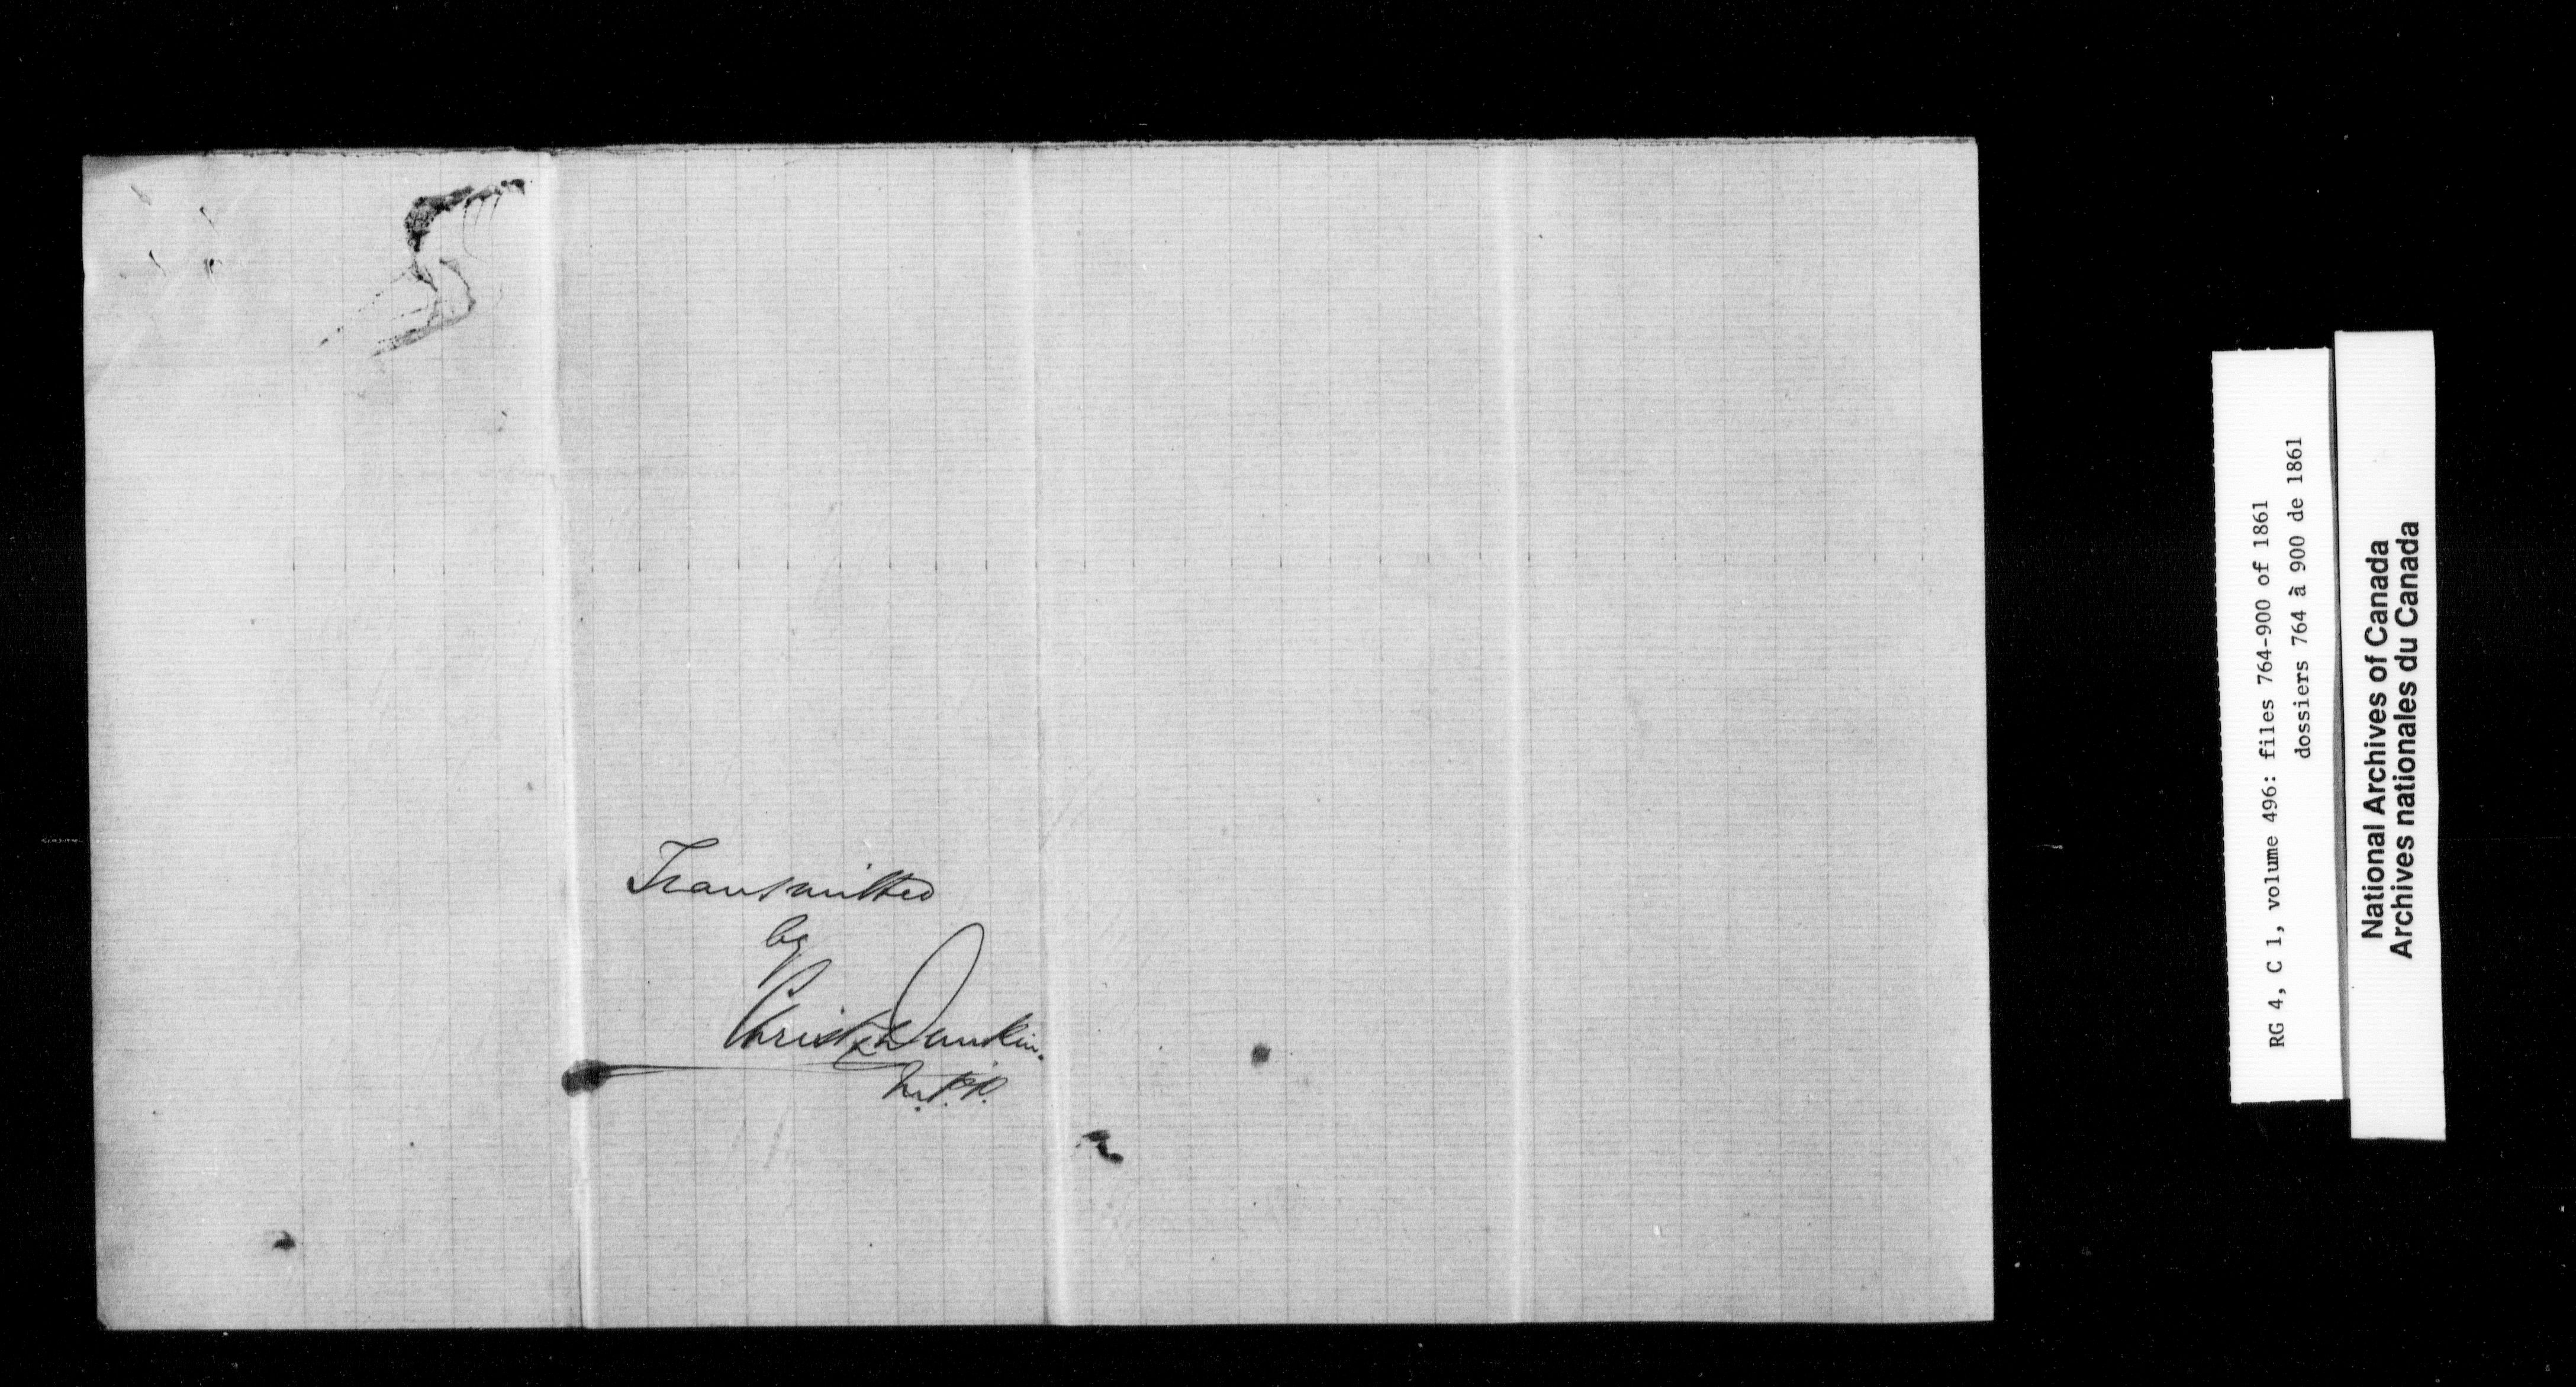 Transmitted
by
Christr Dunkin.
M.P.P.
RG 4, C 1, volume 496: files 764-900 of 1861
dossiers 764 à 900 de 1861
National Archives of Canada
Archives nationales du Canada